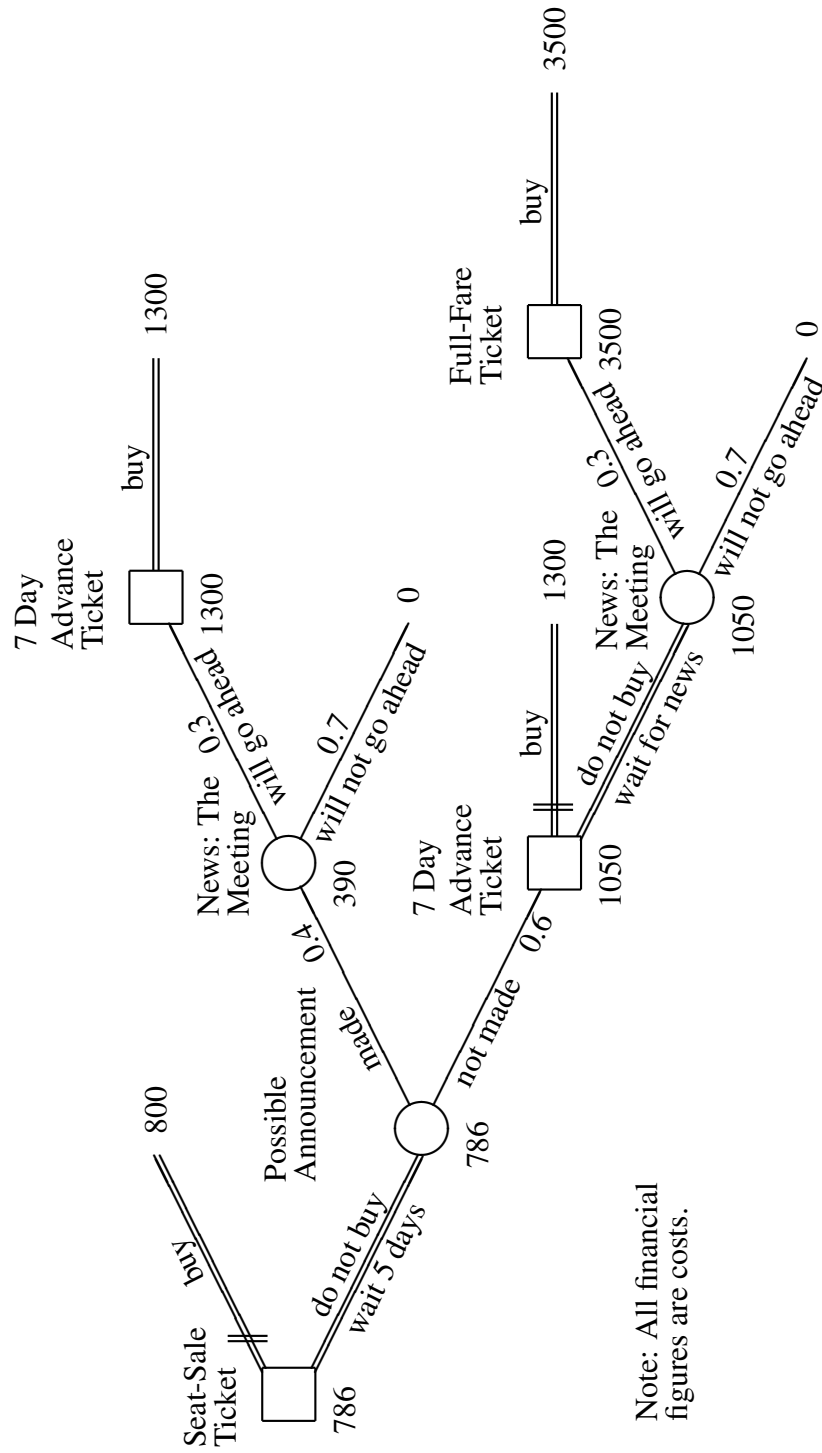 Seat-Sale
Ticket
786
buy
800
do not buy
wait 5 days
Possible
Announcement
786
made
0.4
not made
0.6
News: The
Meeting
390
0.3
will go ahead
0.7
will not go ahead
0
7 Day
Advance
Ticket
1300
buy
1300
7 Day
Advance
Ticket
1050
buy
1300
do not buy
wait for news
News: The
Meeting
1050
0.3
will go ahead
0.7
will not go ahead
0
Full-Fare
Ticket
3500
buy
3500
Note: All financial
figures are costs.